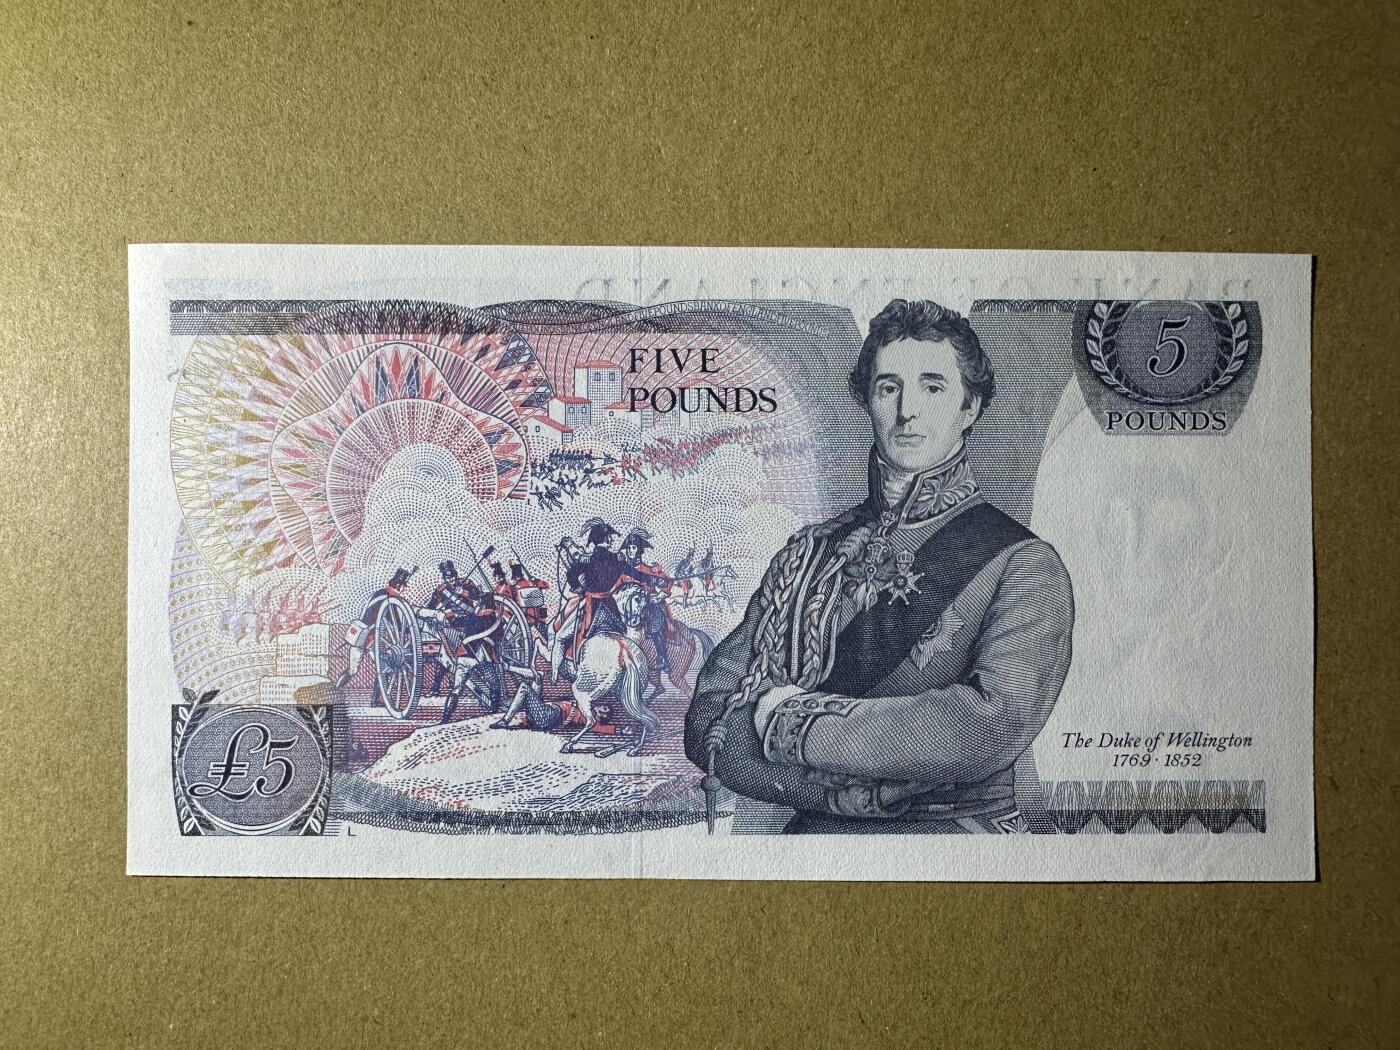 FIVE
POUNDS
5
POUNDS
£5
The Duke of Wellington
1769 · 1852
L